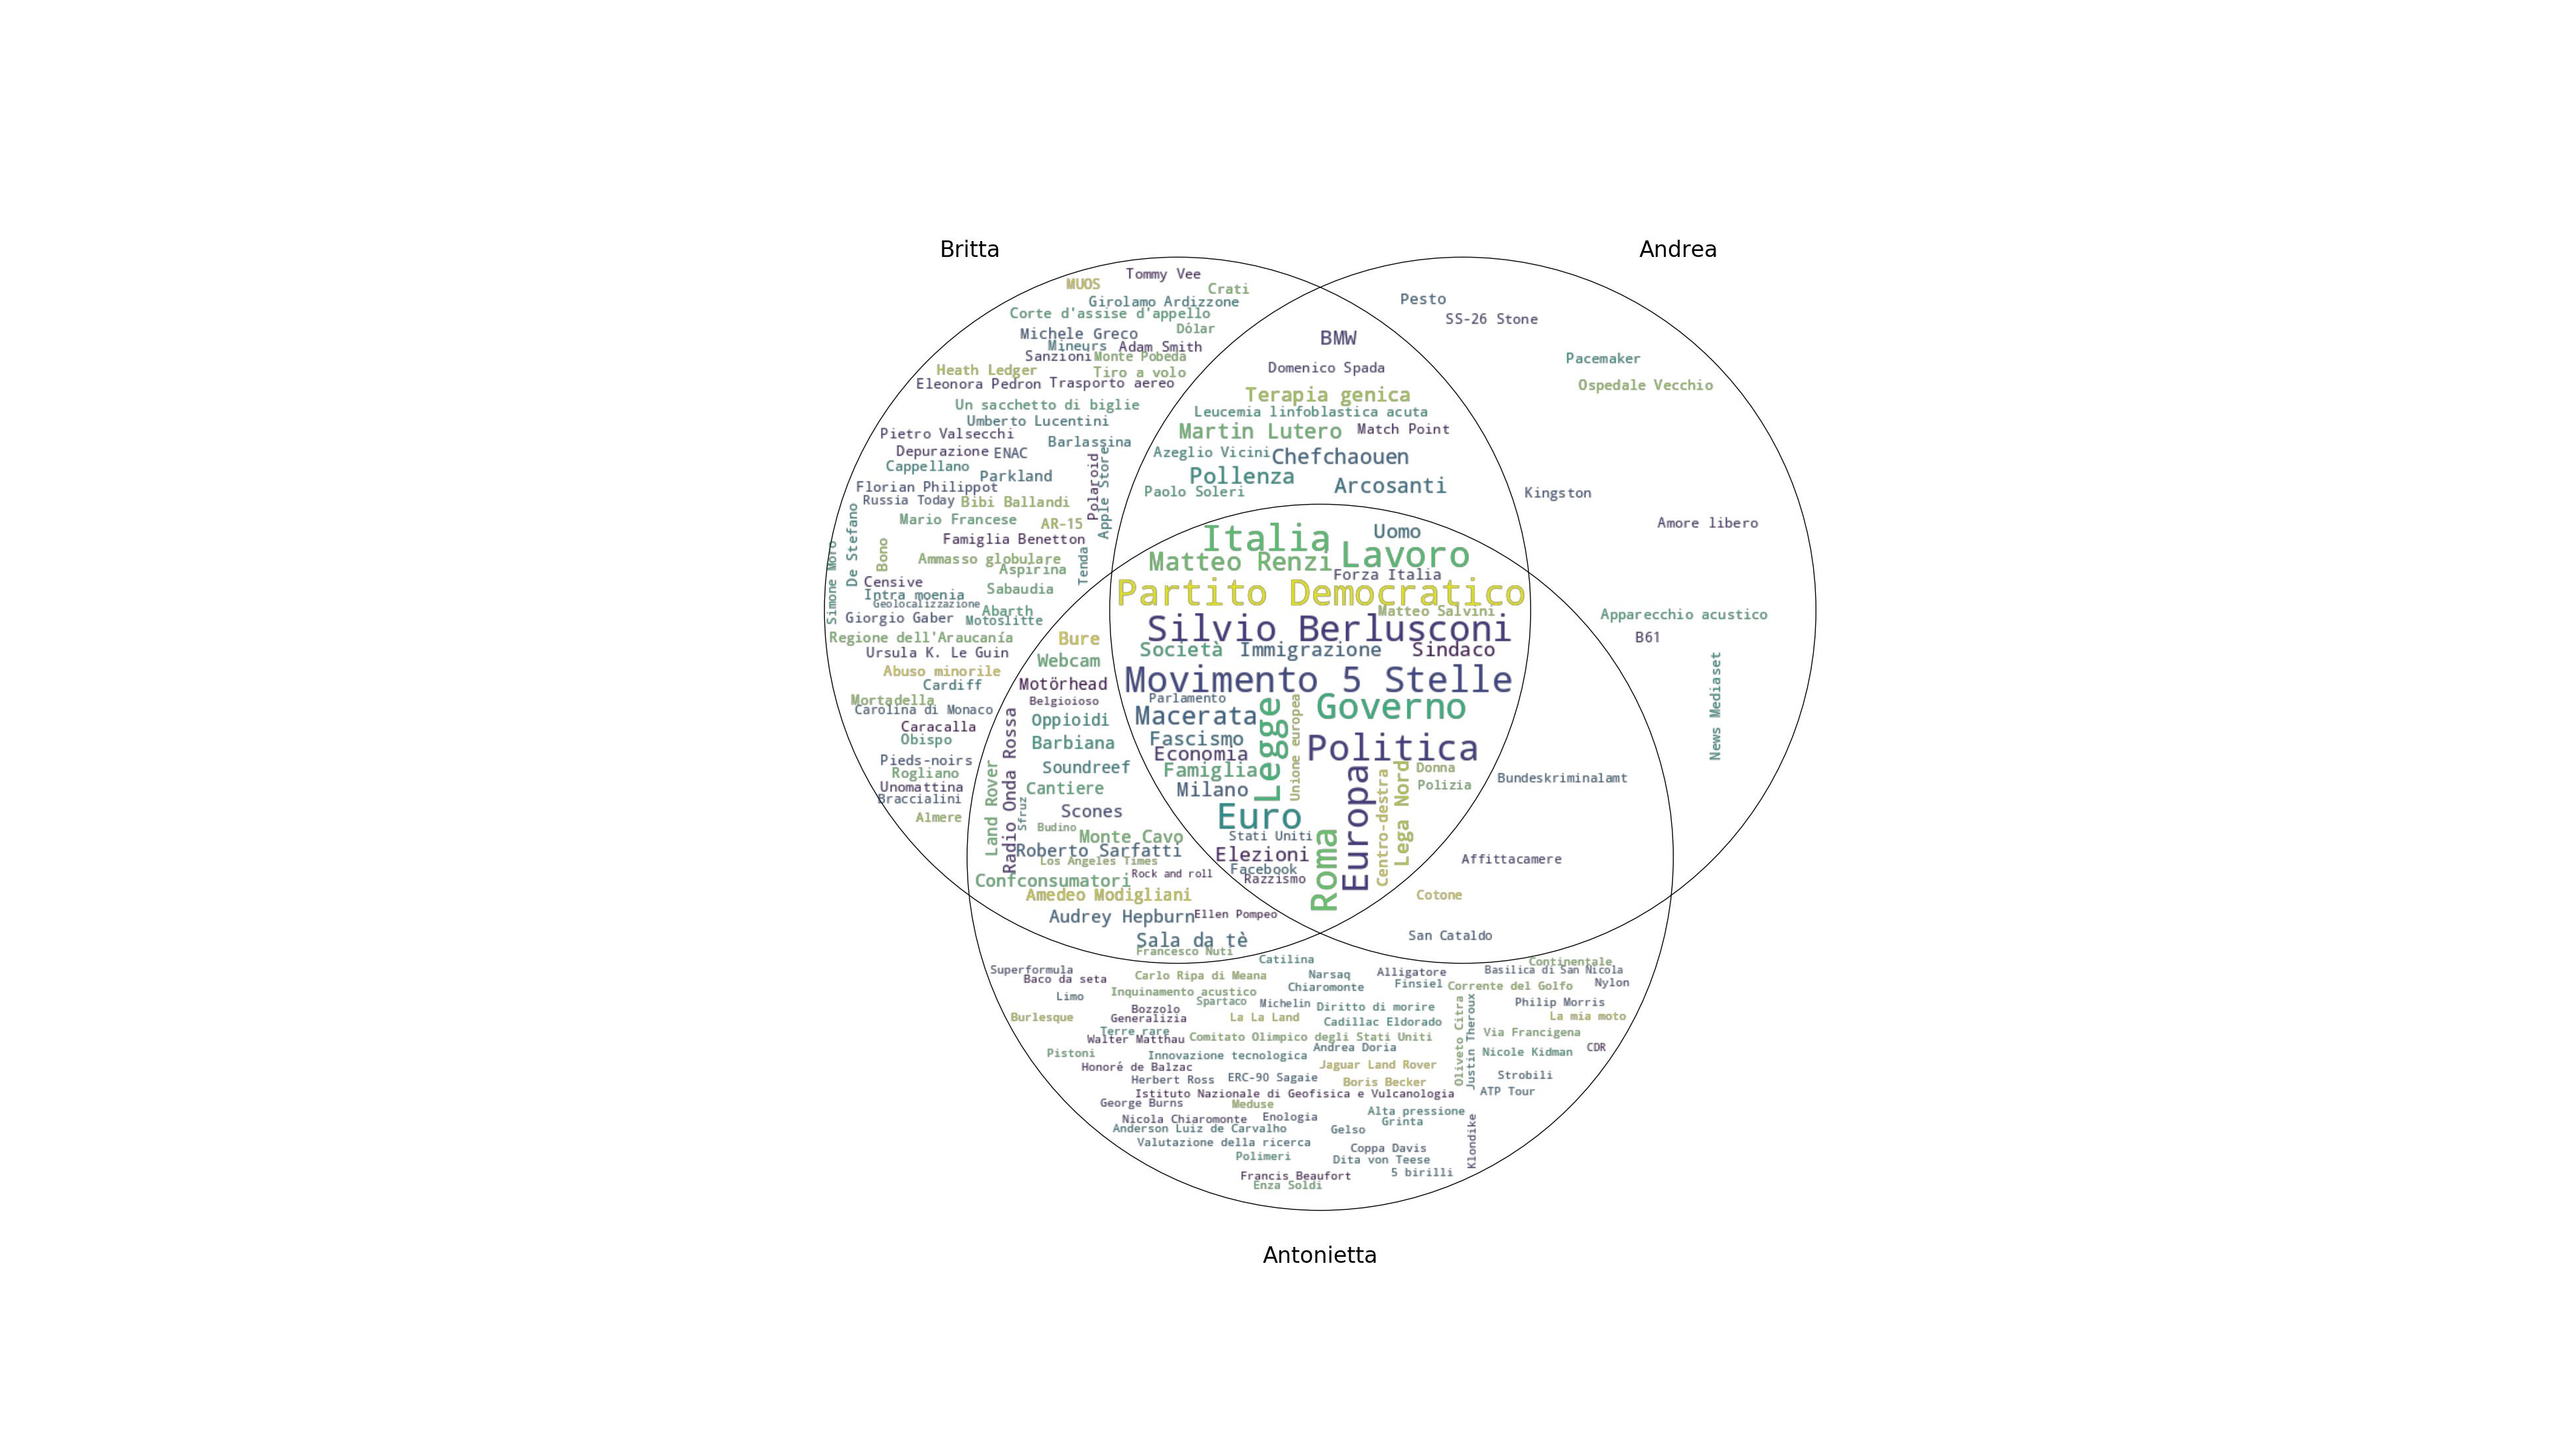 Britta
Andrea
Tommy Vee
MUOS
Crati
Girolamo Ardizzone
Corte d'assise d'appello
Dólar
Michele Greco
Mineurs
Adam Smith
Sanzioni
Monte Pobeda
Heath Ledger
Tiro a volo
Eleonora Pedron
Trasporto aereo
Un sacchetto di biglie
Umberto Lucentini
Pietro Valsecchi
Barlassina
Depurazione
ENAC
Cappellano
Parkland
Polaroid
Apple Store
Florian Philippot
Russia Today
Bibi Ballandi
Mario Francese
AR-15
De Stefano
Simone Moro
Bono
Famiglia Benetton
Ammasso globulare
Aspirina
Tenda
Censive
Sabaudia
Intra moenia
Geolocalizzazione
Abarth
Giorgio Gaber
Motoslitte
Regione dell'Araucanía
Ursula K. Le Guin
Abuso minorile
Cardiff
Mortadella
Carolina di Monaco
Caracalla
Obispo
Pieds-noirs
Rogliano
Unomattina
Braccialini
Almere
BMW
Domenico Spada
Terapia genica
Leucemia linfoblastica acuta
Martin Lutero
Match Point
Azeglio Vicini
Chefchaouen
Pollenza
Arcosanti
Paolo Soleri
Pesto
SS-26 Stone
Pacemaker
Ospedale Vecchio
Kingston
Amore libero
Apparecchio acustico
B61
News Mediaset
Italia
Uomo
Lavoro
Matteo Renzi
Forza Italia
Partito Democratico
Matteo Salvini
Silvio Berlusconi
Società
Immigrazione
Sindaco
Movimento 5 Stelle
Parlamento
Macerata
Legge
Unione europea
Governo
Fascismo
Economia
Politica
Famiglia
Milano
Europa
Centro-destra
Lega Nord
Donna
Polizia
Euro
Stati Uniti
Roma
Elezioni
Facebook
Razzismo
Bure
Webcam
Motörhead
Belgioioso
Oppioidi
Radio Onda Rossa
Barbiana
Land Rover
Soundreef
Cantiere
Sfruz
Scones
Budino
Monte Cavo
Roberto Sarfatti
Los Angeles Times
Confconsumatori
Rock and roll
Amedeo Modigliani
Audrey Hepburn
Ellen Pompeo
Sala da tè
Francesco Nuti
Bundeskriminalamt
Affittacamere
Cotone
San Cataldo
Catilina
Continentale
Superformula
Baco da seta
Carlo Ripa di Meana
Narsaq
Alligatore
Basilica di San Nicola
Limo
Inquinamento acustico
Chiaromonte
Finsiel
Corrente del Golfo
Nylon
Spartaco
Michelin
Diritto di morire
Philip Morris
Bozzolo
Burlesque
Generalizia
La La Land
Cadillac Eldorado
Oliveto Citra
Justin Theroux
La mia moto
Terre rare
Walter Matthau
Comitato Olimpico degli Stati Uniti
Via Francigena
Andrea Doria
CDR
Pistoni
Innovazione tecnologica
Nicole Kidman
Honoré de Balzac
Jaguar Land Rover
Herbert Ross
ERC-90 Sagaie
Boris Becker
Strobili
Istituto Nazionale di Geofisica e Vulcanologia
ATP Tour
George Burns
Meduse
Alta pressione
Nicola Chiaromonte
Enologia
Grinta
Anderson Luiz de Carvalho
Gelso
Klondike
Valutazione della ricerca
Coppa Davis
Polimeri
Dita von Teese
Francis Beaufort
5 birilli
Enza Soldi
Antonietta